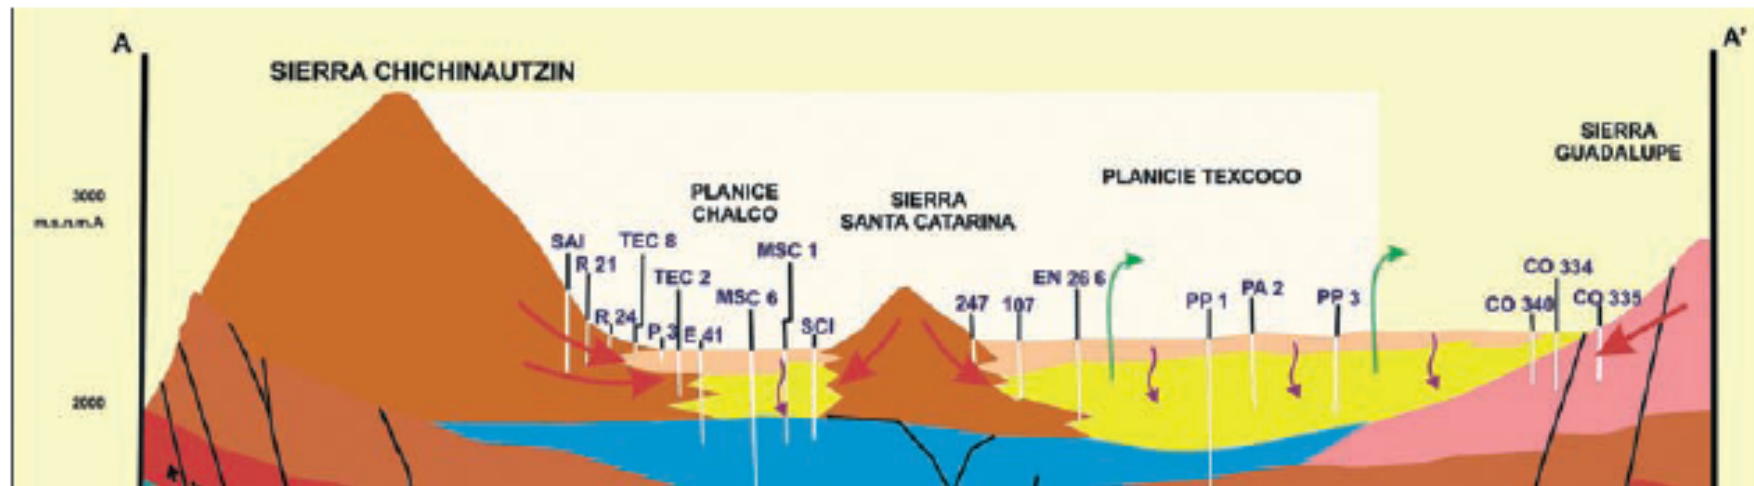 A
A'
SIERRA CHICHINAUTZIN
SIERRA
GUADALUPE
PLANICIE TEXCOCO
PLANICE
CHALCO
SIERRA
SANTA CATARINA
3000
m.s.n.m.A
SAI
TEC 8
MSC 1
R 21
TEC 2
MSC 6
R 24
P 3
E 41
SCI
247
107
EN 26 6
PP 1
PA 2
PP 3
CO 334
CO 340
CO 335
2000